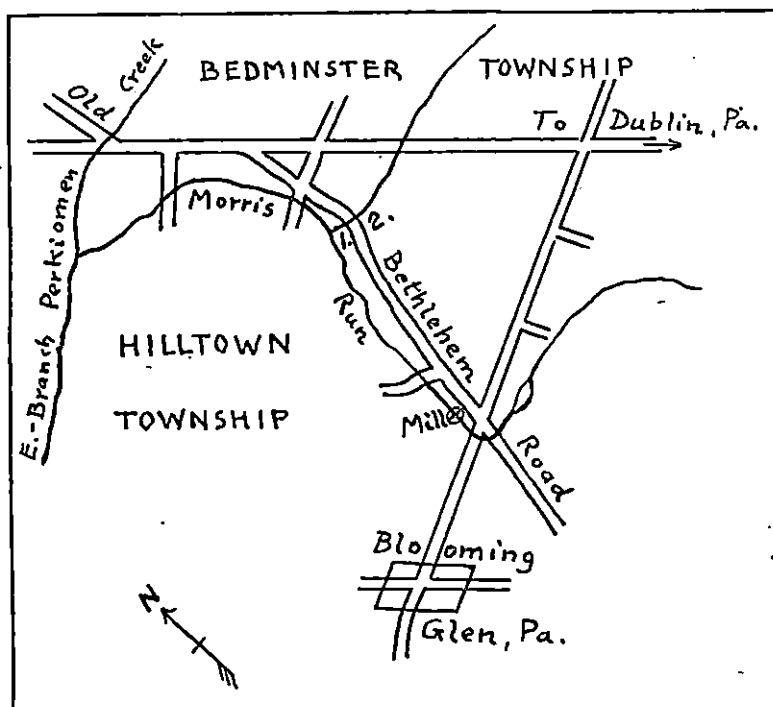 BEDMINSTER TOWNSHIP
Old
Creek
To Dublin, Pa.
E.-Branch Perkiomen
Morris
2.
1.
Run
Bethlehem
HILLTOWN
TOWNSHIP
Mill
Road
Blooming
Glen, Pa.
N